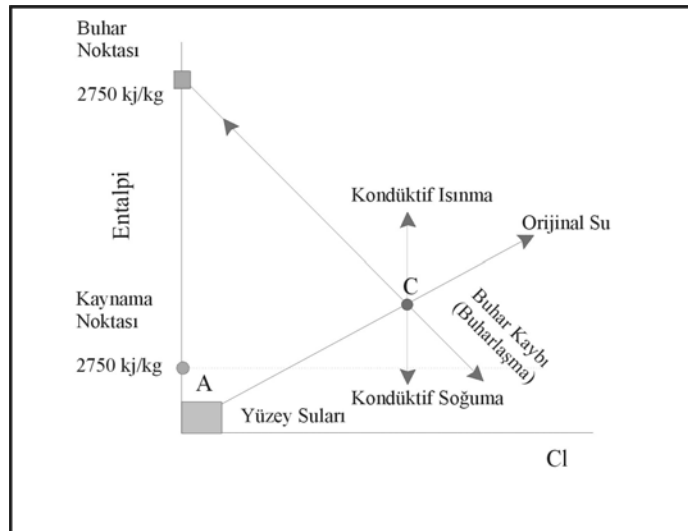 Buhar
Noktası
2750 kj/kg
Entalpi
Kondüktif Isınma
Orijinal Su
C
Buhar Kaybı
(Buharlaşma)
Kaynama
Noktası
2750 kj/kg
A
Kondüktif Soğuma
Yüzey Suları
Cl